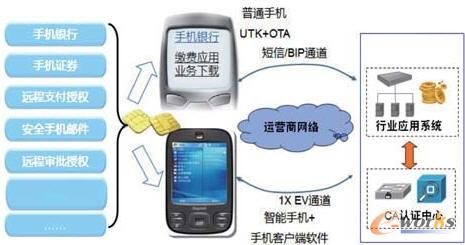 手机银行
手机证券
远程支付授权
安全手机邮件
远程审批授权
......
手机银行
缴费应用
业务下载
普通手机
UTK+OTA
短信/BIP通道
运营商网络
1X EV通道
智能手机+
手机客户端软件
行业应用系统
CA认证中心
e-works